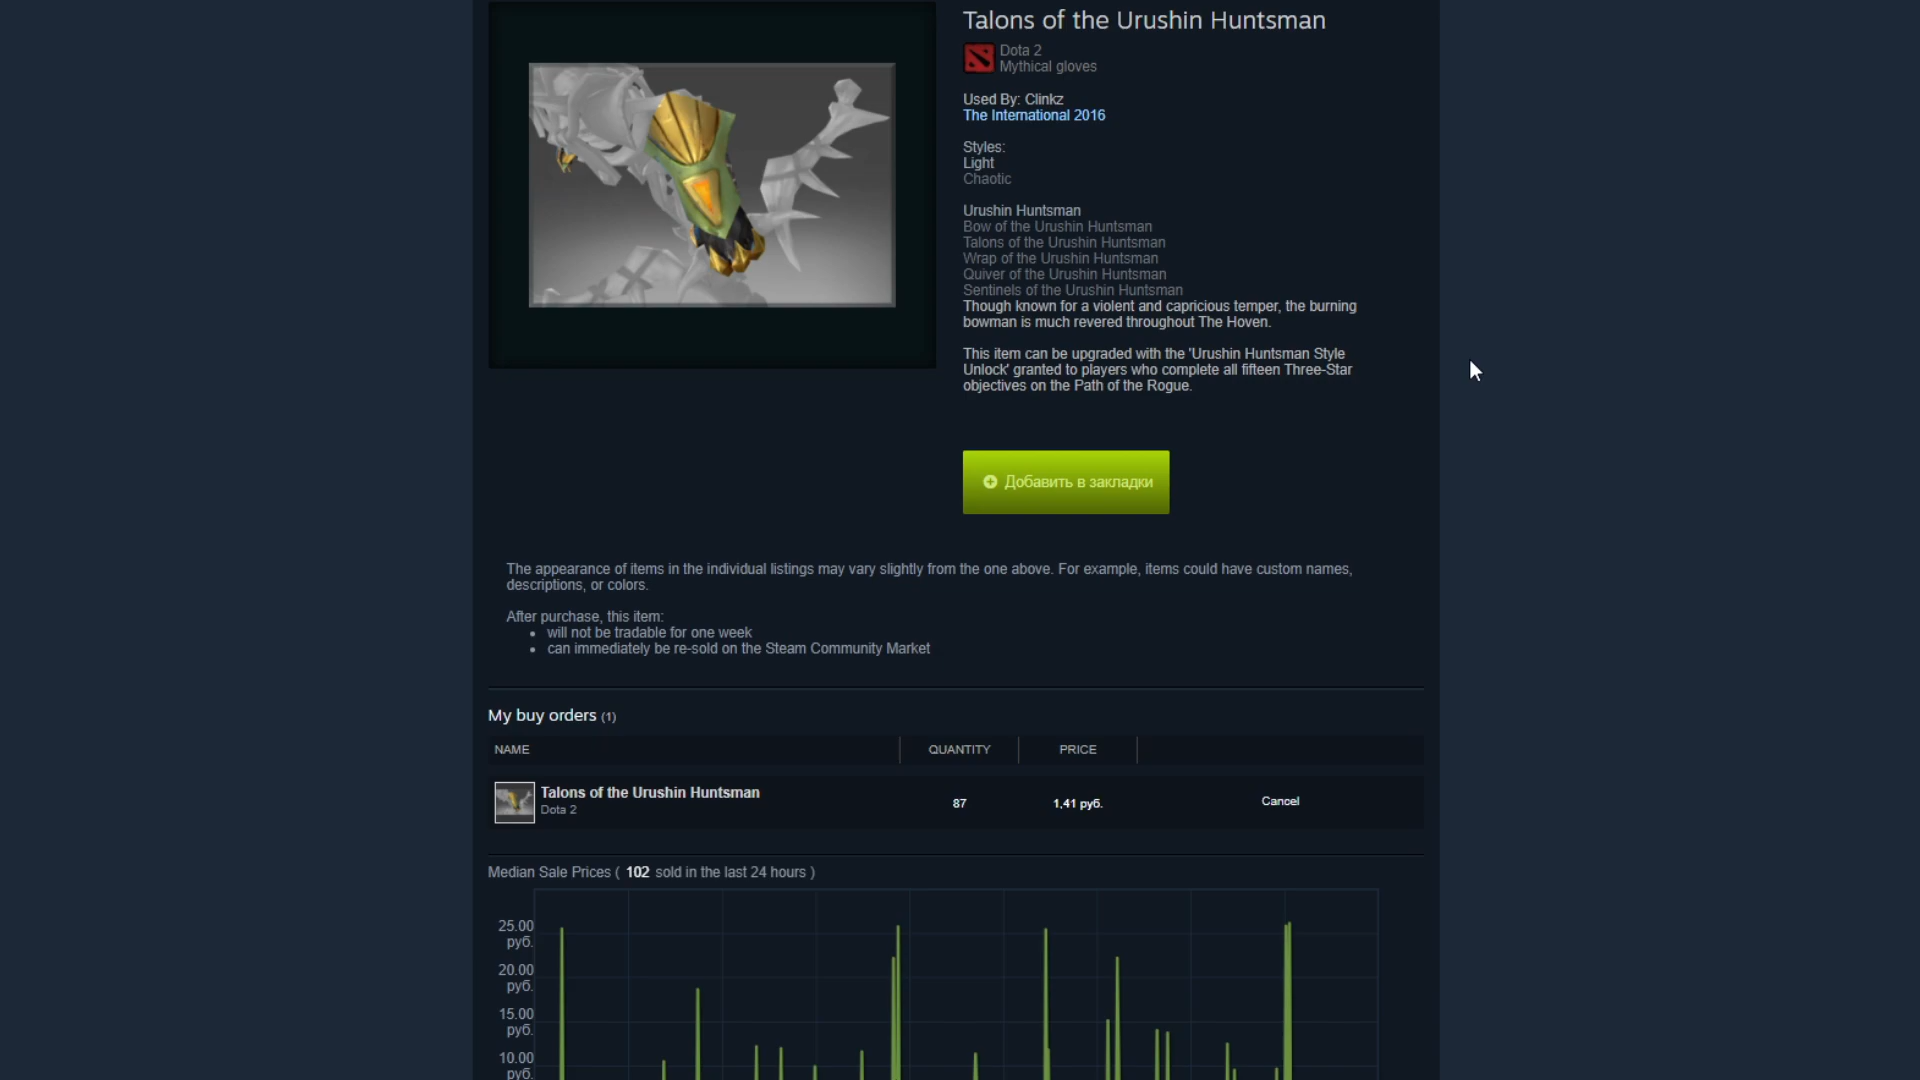 Talons of the Urushin Huntsman
Dota 2
Mythical gloves
Used By: Clinkz
The International 2016
Styles:
Light
Chaotic
Urushin Huntsman
Bow of the Urushin Huntsman
Talons of the Urushin Huntsman
Wrap of the Urushin Huntsman
Quiver of the Urushin Huntsman
Sentinels of the Urushin Huntsman
Though known for a violent and capricious temper, the burning
bowman is much revered throughout The Hoven.
This item can be upgraded with the 'Urushin Huntsman Style
Unlock' granted to players who complete all fifteen Three-Star
objectives on the Path of the Rogue.
Добавить в закладки
The appearance of items in the individual listings may vary slightly from the one above. For example, items could have custom names,
descriptions, or colors.
After purchase, this item:
• will not be tradable for one week
• can immediately be re-sold on the Steam Community Market
My buy orders (1)
NAME QUANTITY PRICE
Talons of the Urushin Huntsman
Dota 2
87 1,41 pуб. Cancel
Median Sale Prices ( 102 sold in the last 24 hours )
25.00
pуб.
20.00
pуб.
15.00
pуб.
10.00
pуб.